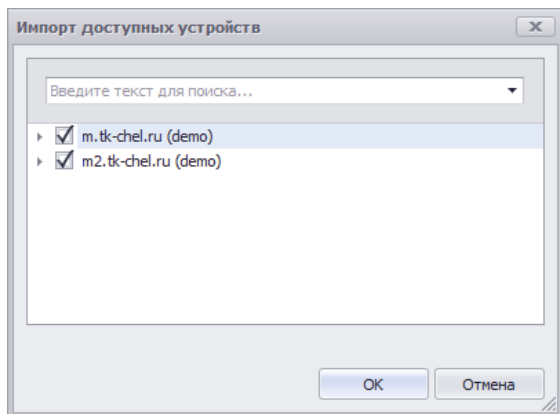 Импорт доступных устройств
Введите текст для поиска...
m.tk-chel.ru (demo)
m2.tk-chel.ru (demo)
OK
Отмена